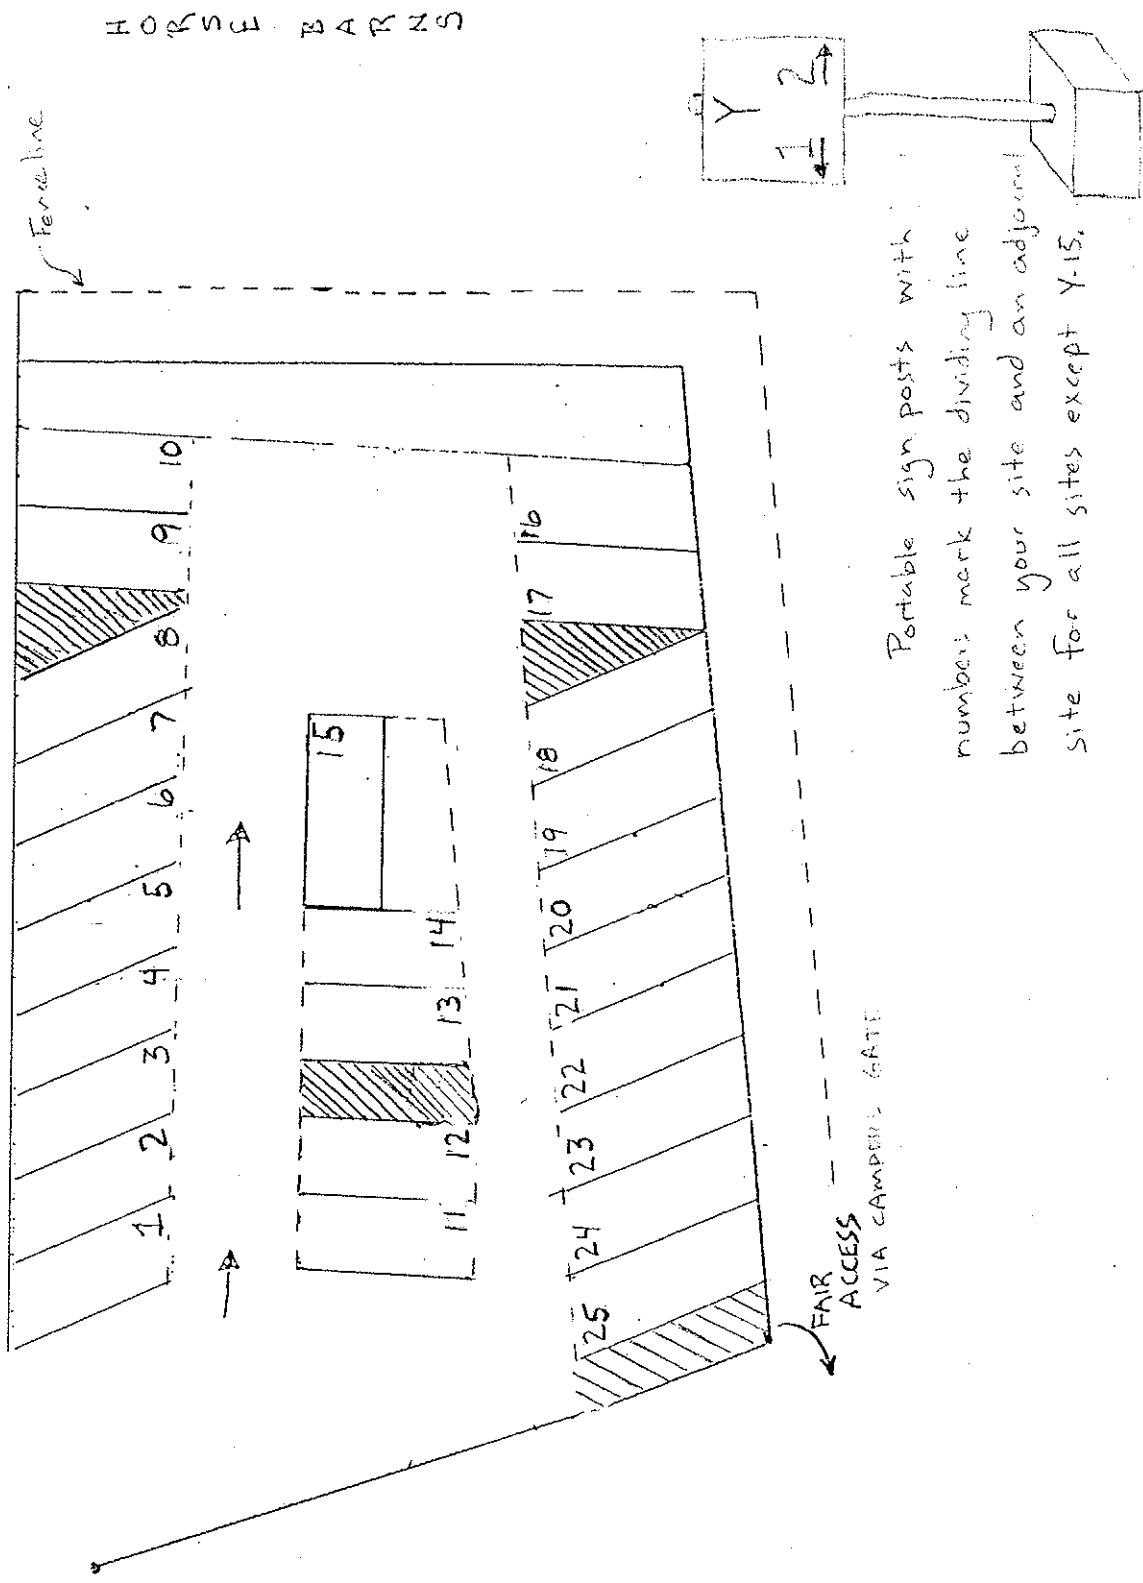 HORSE BARNS
Fence line
Y
1 2
Portable sign posts with
numbers mark the dividing line
between your site and an
site for all sites except Y-15.
1
2
3
4
5
6
7
8
9
10
11
12
13
14
15
16
17
18
19
20
21
22
23
24
25
FAIR
ACCESS
VIA GATE